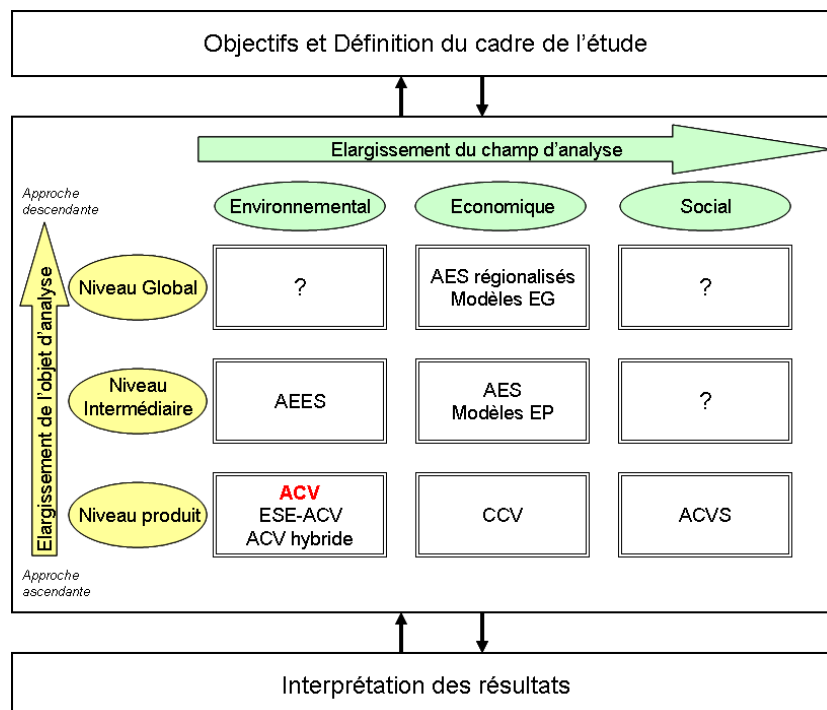 Objectifs et Définition du cadre de l'étude
Elargissement du champ d'analyse
Approche
descendante
Environnemental
Economique
Social
Elargissement de l'objet d'analyse
Niveau Global
?
AES régionalisés
Modèles EG
?
Niveau
Intermédiaire
AEES
AES
Modèles EP
?
Niveau produit
ACV
ESE-ACV
ACV hybride
CCV
ACVS
Approche
ascendante
Interprétation des résultats